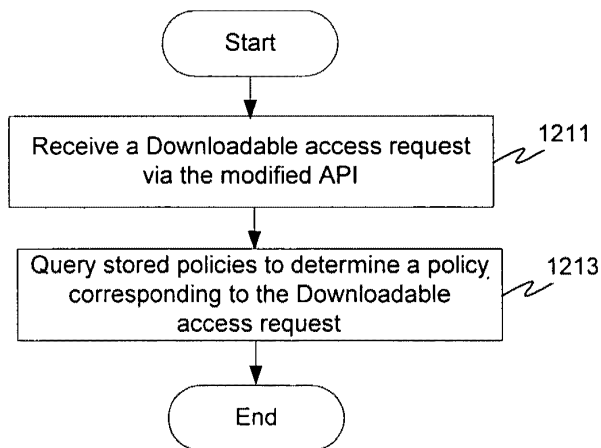 Start
Receive a Downloadable access request
via the modified API
1211
Query stored policies to determine a policy
corresponding to the Downloadable
access request
1213
End